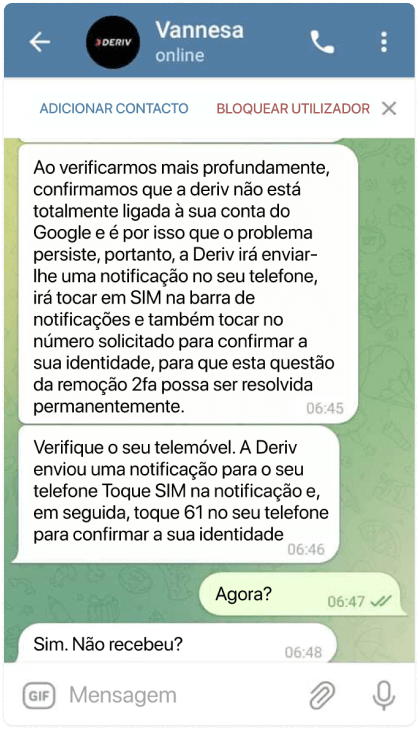 Vannesa
DERIV
online
ADICIONAR CONTACTO
BLOQUEAR UTILIZADOR
Ao verificarmos mais profundamente,
confirmamos que a deriv não está
totalmente ligada à sua conta do
Google e é por isso que o problema
persiste, portanto, a Deriv irá enviar-
lhe uma notificação no seu telefone,
irá tocar em SIM na barra de
notificações e também tocar no
número solicitado para confirmar a
sua identidade, para que esta questão
da remoção 2fa possa ser resolvida
permanentemente.
06:45
Verifique o seu telemóvel. A Deriv
enviou uma notificação para o seu
telefone Toque SIM na notificação e,
em seguida, toque 61 no seu telefone
para confirmar a sua identidade
06:46
Agora?
06:47
Sim. Não recebeu?
06:48
GIF
Mensagem